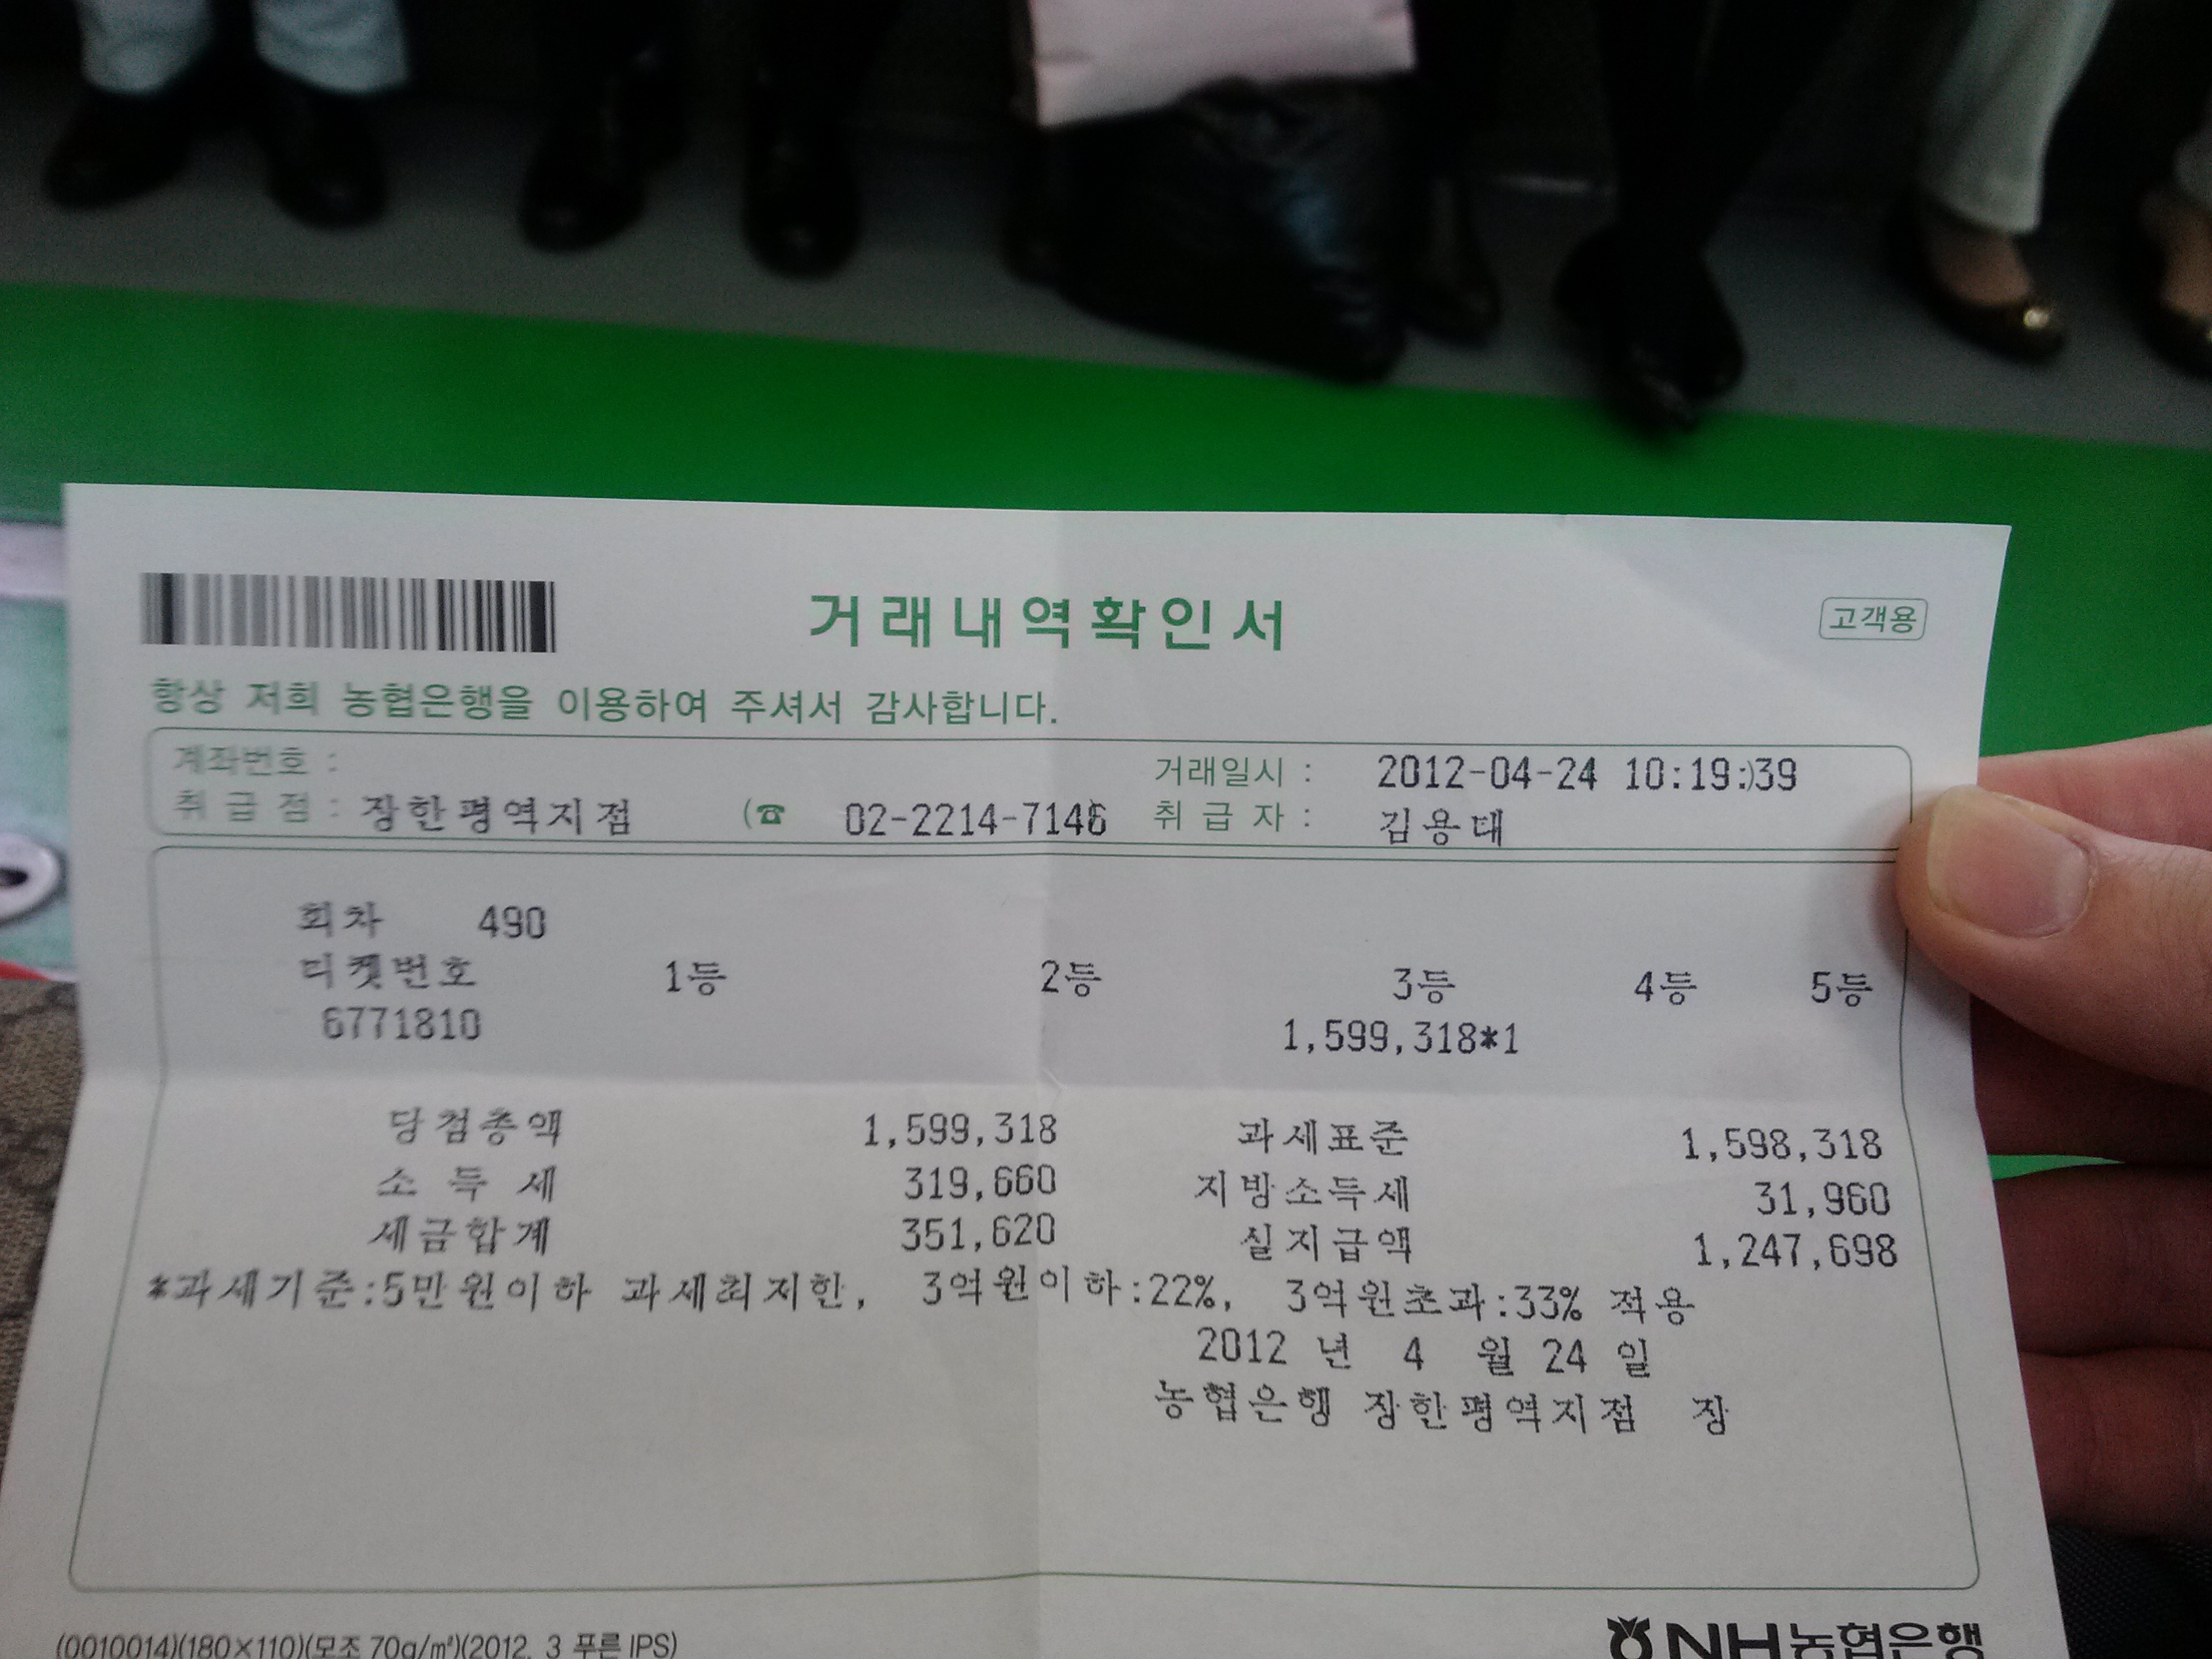 거래내역확인서
고객용
항상 저희 농협은행을 이용하여 주셔서 감사합니다.
계좌번호 : 거래일시 : 2012-04-24 10:19:39
취 급 점 : 장한평역지점 (☎ 02-2214-7146) 취 급 자 : 김용대
회차 490
티켓번호 1등 2등 3등 4등 5등
6771810 1,599,318*1
당첨총액 1,599,318 과세표준 1,598,318
소 득 세 319,660 지방소득세 31,960
세금합계 351,620 실지급액 1,247,698
*과세기준:5만원이하 과세최저한, 3억원이하:22%, 3억원초과:33% 적용
2012 년 4 월 24 일
농협은행 장한평역지점 장
(0010014)(180×110)(모조 70g/㎡)(2012. 3 푸른 IPS)
NH농협은행